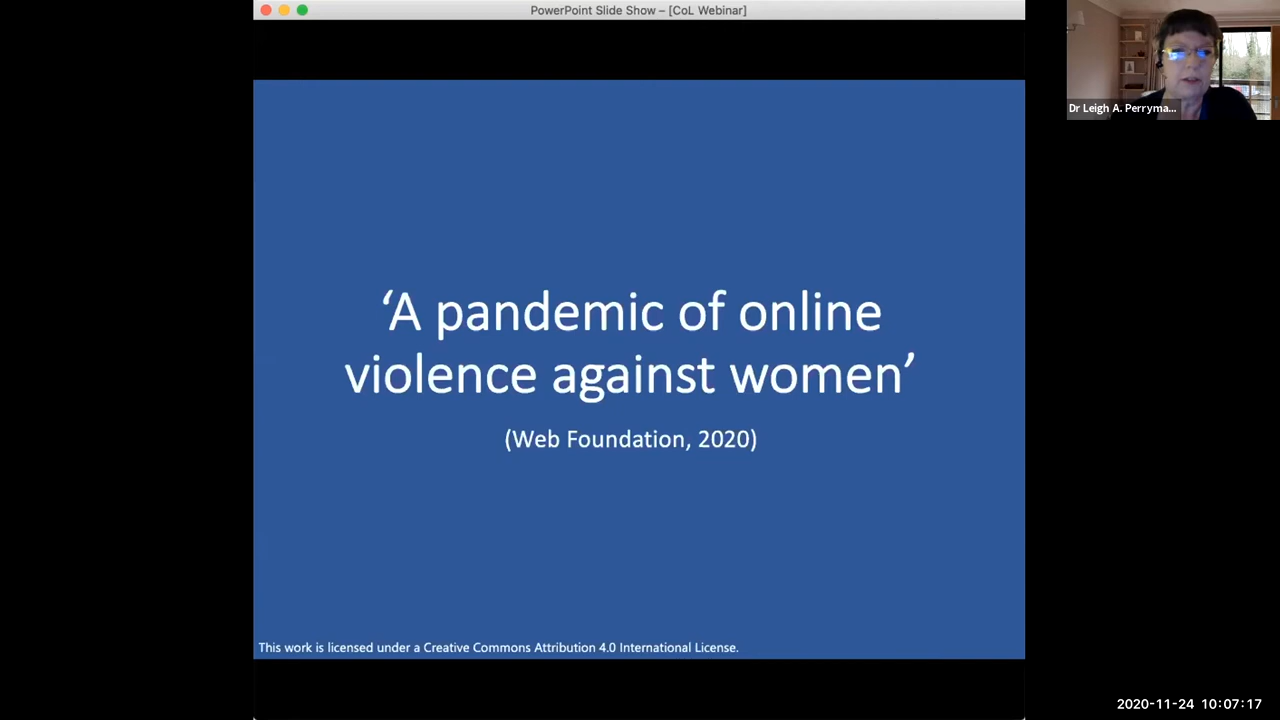 PowerPoint Slide Show – [CoL Webinar]
Dr Leigh A. Perryma...
‘A pandemic of online
violence against women’
(Web Foundation, 2020)
This work is licensed under a Creative Commons Attribution 4.0 International License.
2020-11-24 10:07:17